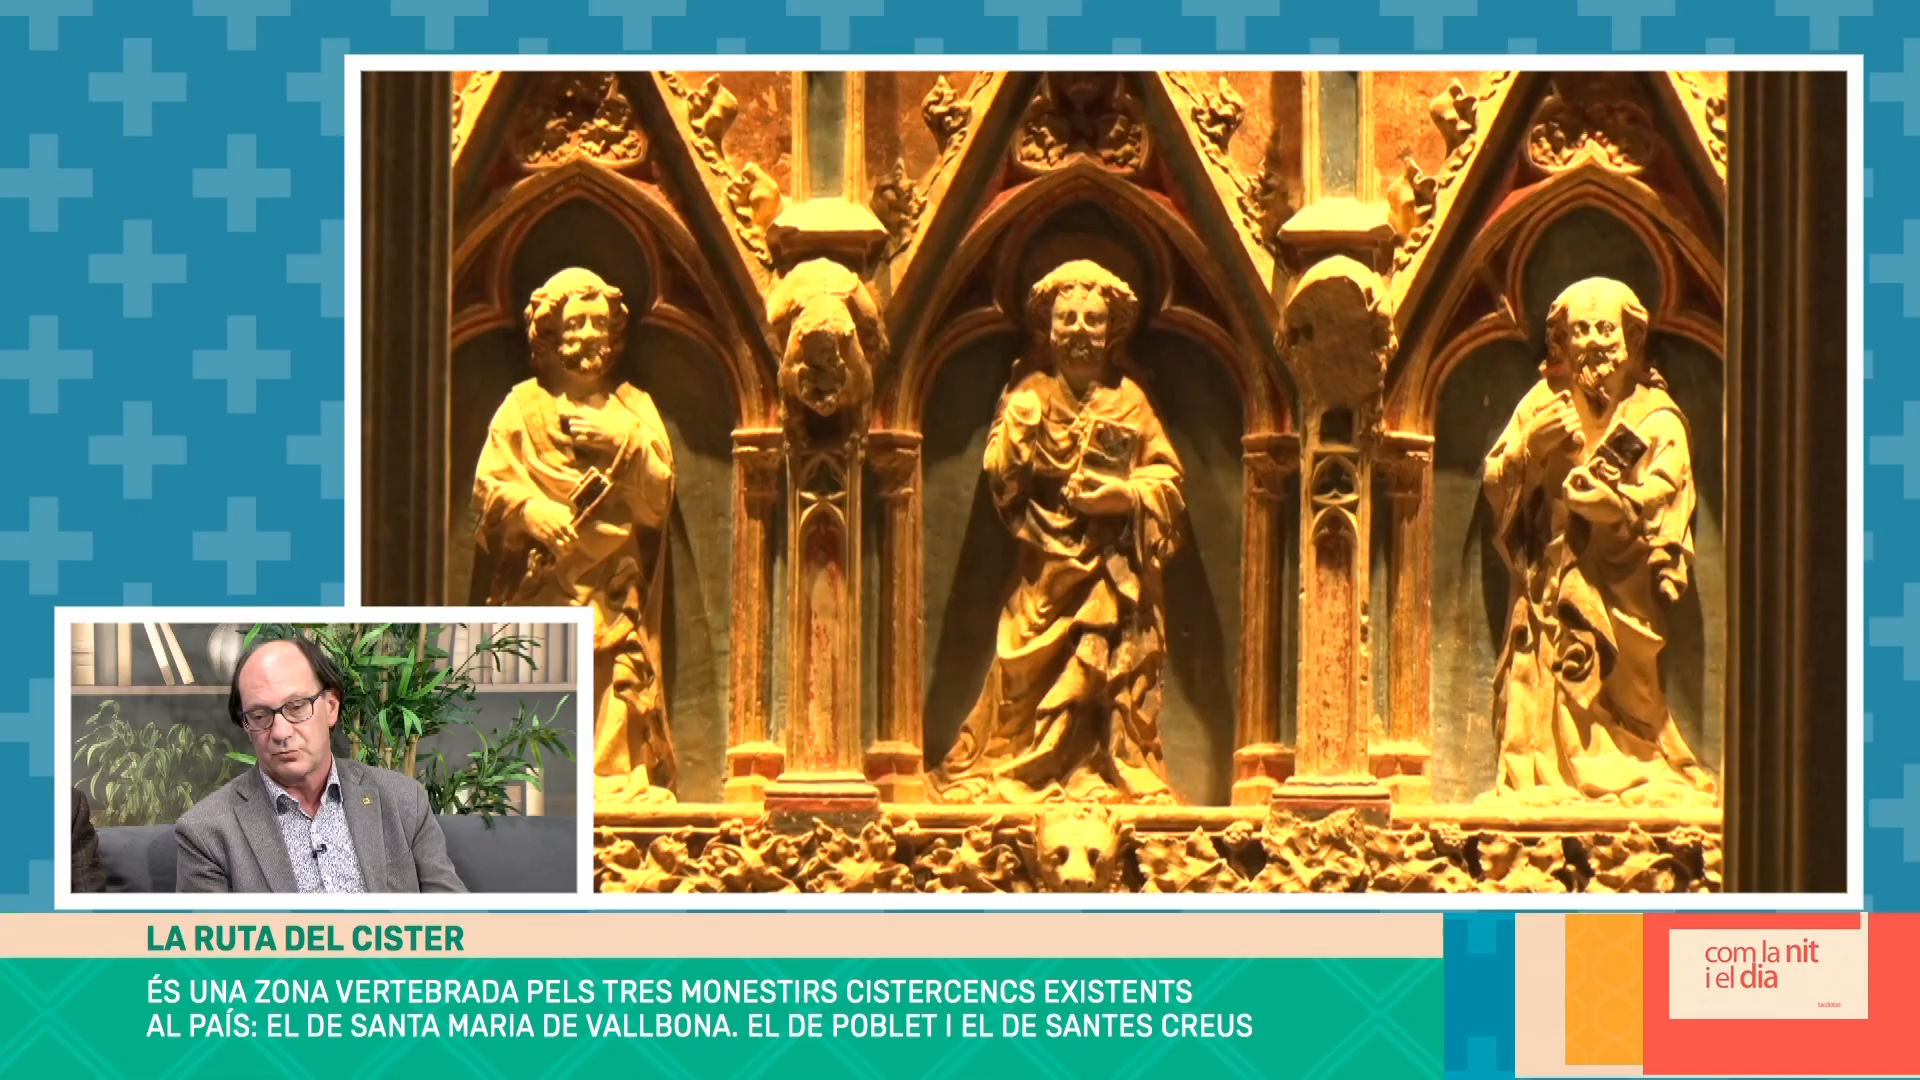 LA RUTA DEL CISTER
ÉS UNA ZONA VERTEBRADA PELS TRES MONESTIRS CISTERCENCS EXISTENTS
AL PAÍS: EL DE SANTA MARIA DE VALLBONA. EL DE POBLET I EL DE SANTES CREUS
com la nit
i el dia